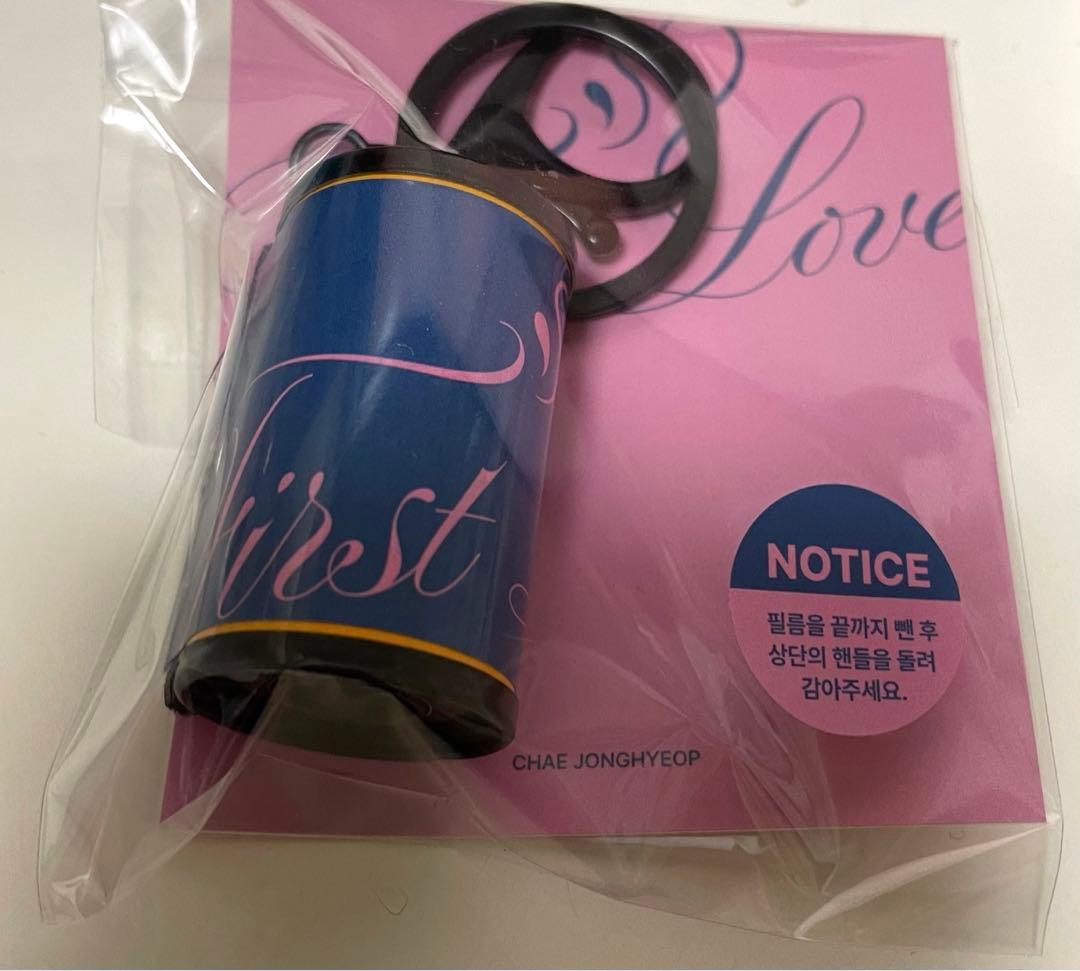 Love
First
NOTICE
필름을 끝까지 뺀 후
상단의 핸들을 돌려
감아주세요.
CHAE JONGHYEOP